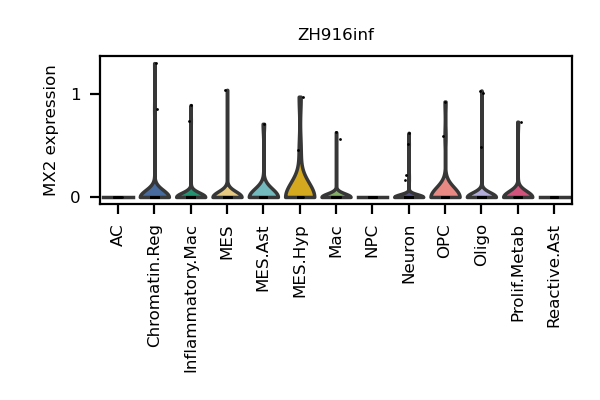 ZH916inf
MX2 expression
1
0
AC
Chromatin.Reg
Inflammatory.Mac
MES
MES.Ast
MES.Hyp
Mac
NPC
Neuron
OPC
Oligo
Prolif.Metab
Reactive.Ast